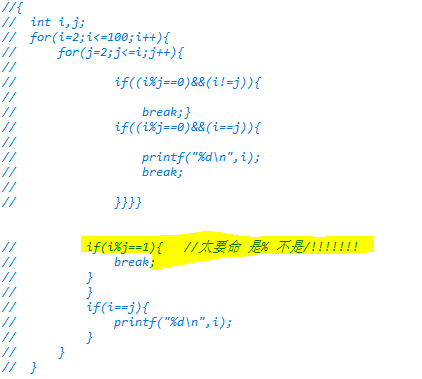 //{
//  int i,j;
//  for(i=2;i<=100;i++){
//      for(j=2;j<=i;j++){
//
//              if((i%j==0)&&(i!=j)){
//
//                  break;}
//              if((i%j==0)&&(i==j)){
//
//                  printf("%d\n",i);
//                  break;
//
//              }}}}
//          if(i%j==1){   //太要命 是% 不是/!!!!!!!
//              break;
//          }
//          }
//          if(i==j){
//              printf("%d\n",i);
//          }
//      }
//  }